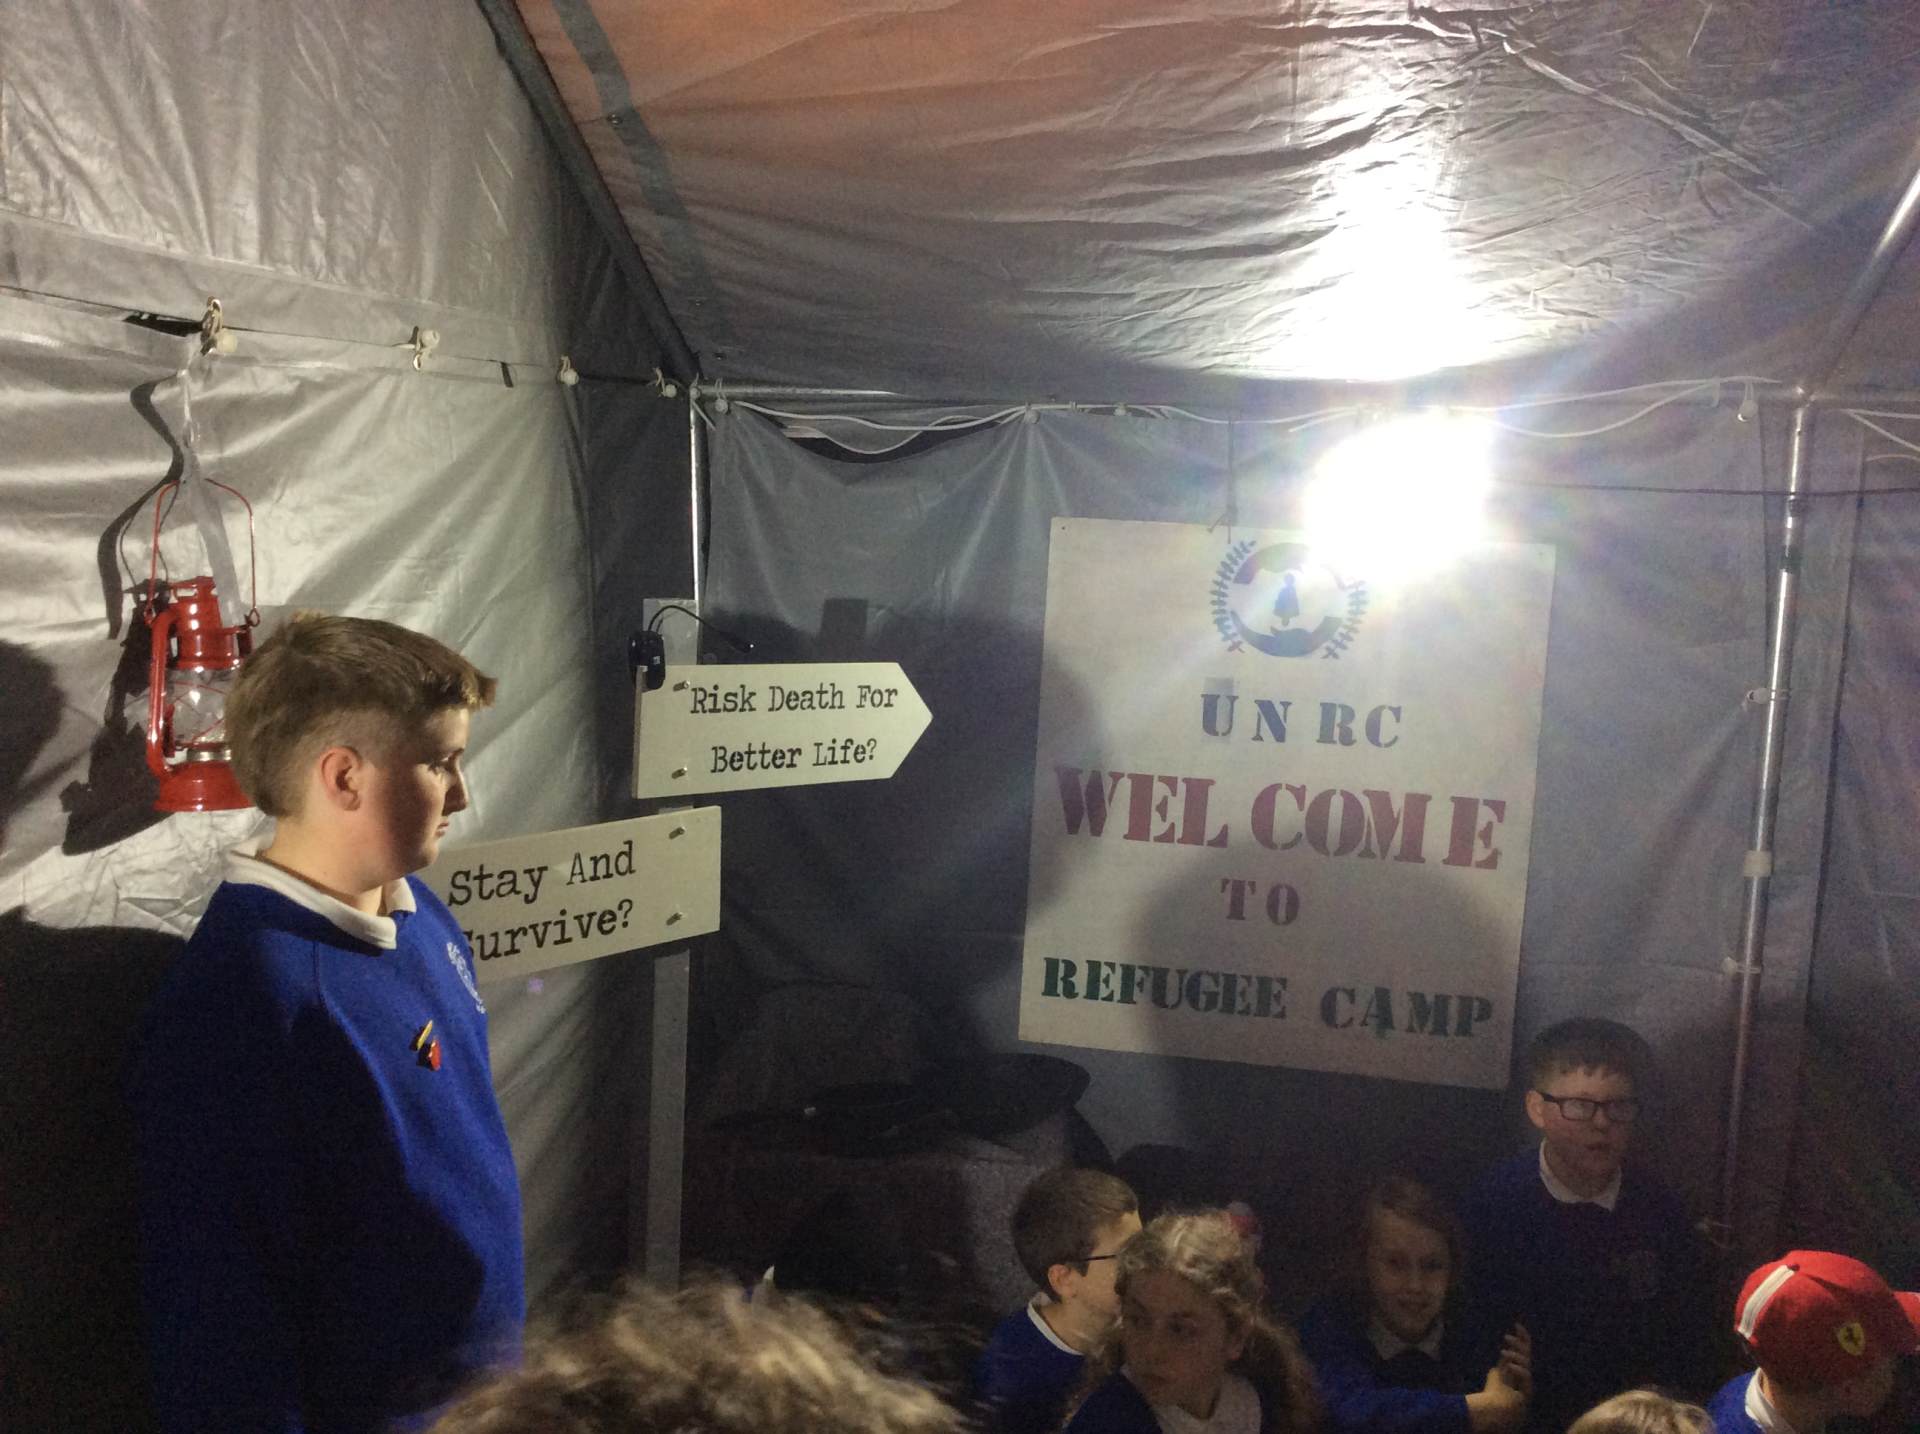 Risk Death For
Better Life?
Stay And
Survive?
UNRC
WELCOME
TO
REFUGEE CAMP